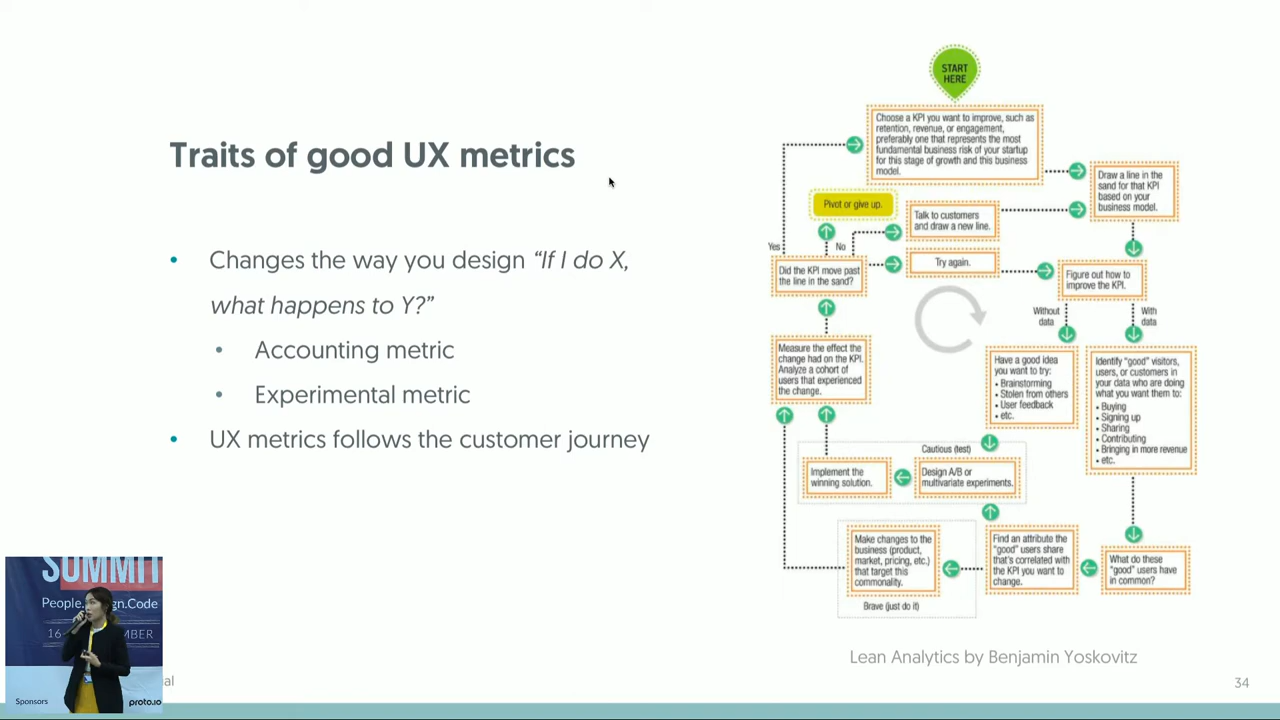 Traits of good UX metrics
• Changes the way you design “If I do X,
what happens to Y?”
• Accounting metric
• Experimental metric
• UX metrics follows the customer journey
START
HERE
Choose a KPI you want to improve, such as
retention, revenue, or engagement,
preferably one that represents the most
fundamental business risk of your startup
for this stage of growth and this business
model.
Draw a line in the
sand for that KPI
based on your
business model.
Pivot or give up.
Talk to customers
and draw a new line.
Yes
No
Did the KPI move past
the line in the sand?
Try again.
Figure out how to
improve the KPI.
Without
data
With
data
Measure the effect the
change had on the KPI.
Analyze a cohort of
users that experienced
the change.
Have a good idea
you want to try:
• Brainstorming
• Stolen from others
• User feedback
• etc.
Identify “good” visitors,
users, or customers in
your data who are doing
what you want them to:
• Buying
• Signing up
• Sharing
• Contributing
• Bringing in more revenue
• etc.
Cautious (test)
Implement the
winning solution.
Design A/B or
multivariate experiments.
Make changes to the
business (product,
market, pricing, etc.)
that target this
commonality.
Find an attribute the
“good” users share
that’s correlated with
the KPI you want to
change.
What do these
“good” users have
in common?
Brave (just do it)
Lean Analytics by Benjamin Yoskovitz
34
SUMMIT
People. gn.Code
16 MBER
Sponsors
proto.io
al